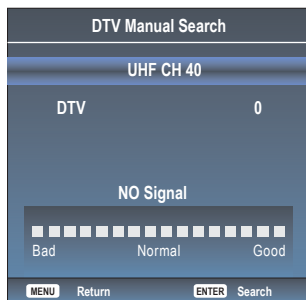 DTV Manual Search
UHF CH 40
DTV 0
NO Signal
Bad Normal Good
MENU Return ENTER Search